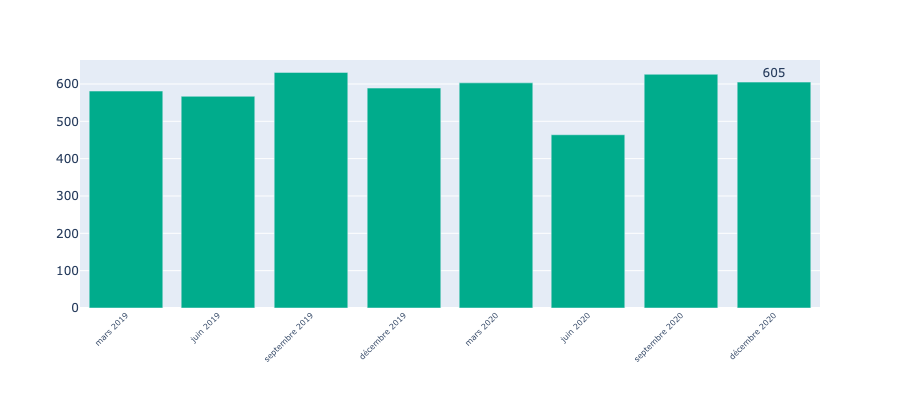 605
600
500
400
300
200
100
0
mars 2019
juin 2019
septembre 2019
décembre 2019
mars 2020
juin 2020
septembre 2020
décembre 2020